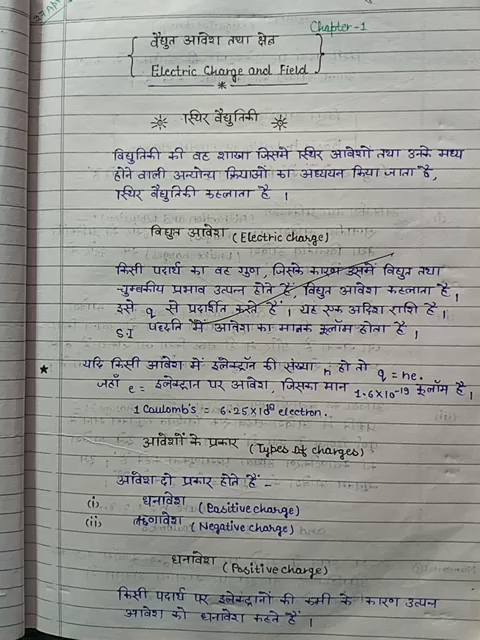 Chapter-1
वैद्युत आवेश तथा क्षेत्र
Electric Charge and Field
स्थिर वैद्युतिकी
विद्युतिकी की वह शाखा जिसमें स्थिर आवेशों तथा उनके मध्य
होने वाली अन्योन्य क्रियाओं का अध्ययन किया जाता है,
स्थिर वैद्युतिकी कहलाता है ।
विद्युत आवेश (Electric charge)
किसी पदार्थ का वह गुण, जिसके कारण इसमें विद्युत तथा
चुम्बकीय प्रभाव उत्पन्न होते हैं, विद्युत आवेश कहलाता है ।
इसे q से प्रदर्शित करते हैं । यह एक अदिश राशि है ।
SI पद्धति में आवेश का मात्रक कूलॉम होता है ।
* यदि किसी आवेश में इलेक्ट्रॉन की संख्या n हो तो q = ne.
जहाँ e = इलेक्ट्रान पर आवेश, जिसका मान 1.6×10⁻¹⁹ कूलॉम है ।
1 Coulomb's = 6.25×10¹⁸ electron.
आवेशों के प्रकार (Types of charges)
आवेश दो प्रकार होते हैं -
(i) धनावेश (Positive charge)
(ii) ऋणावेश (Negative charge)
धनावेश (Positive charge)
किसी पदार्थ पर इलेक्ट्रानों की कमी के कारण उत्पन
आवेश को धनावेश कहते हैं ।